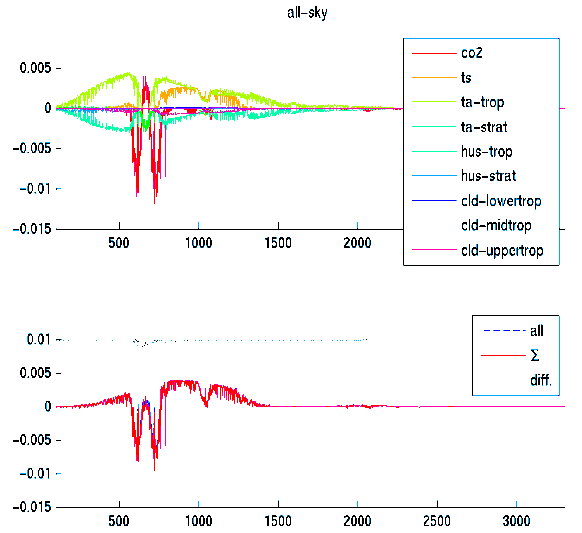 all-sky
0.005
0
-0.005
-0.01
-0.015
500
1000
1500
2000
co2
ts
ta-trop
ta-strat
hus-trop
hus-strat
cld-lowertrop
cld-midtrop
cld-uppertrop
0.01
0.005
0
-0.005
-0.01
-0.015
500
1000
1500
2000
2500
3000
all
Σ
diff.